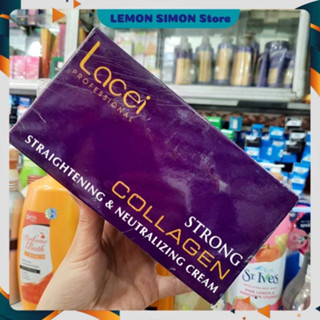 LEMON SIMON Store
Lacei
PROFESSIONAL
STRONG
COLLAGEN
STRAIGHTENING & NEUTRALIZING CREAM
St. Ives